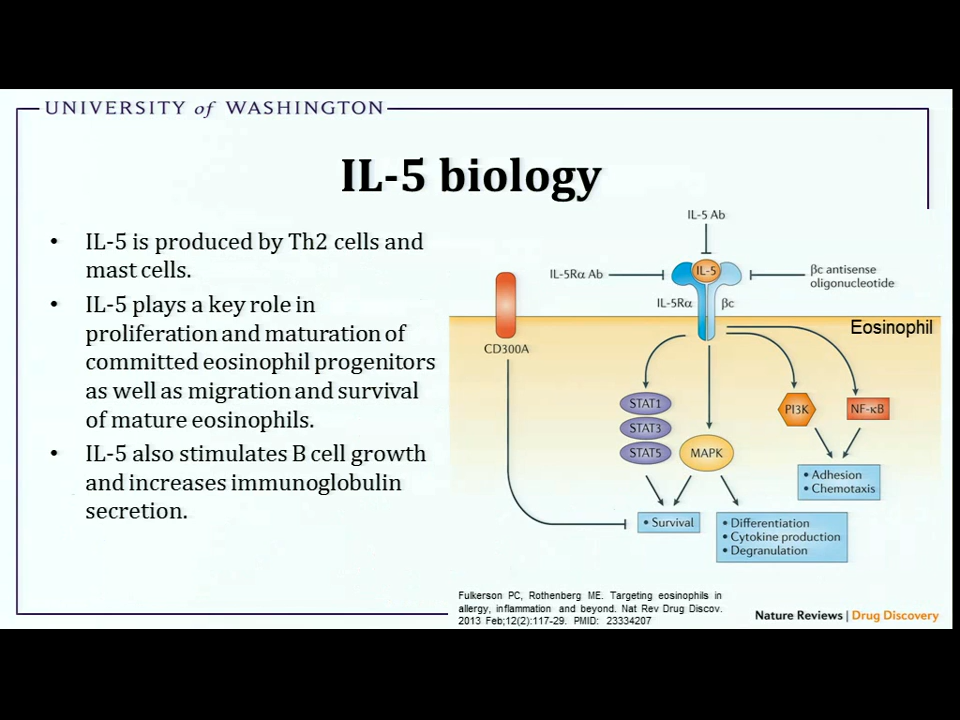 UNIVERSITY of WASHINGTON
IL-5 biology
• IL-5 is produced by Th2 cells and
mast cells.
• IL-5 plays a key role in
proliferation and maturation of
committed eosinophil progenitors
as well as migration and survival
of mature eosinophils.
• IL-5 also stimulates B cell growth
and increases immunoglobulin
secretion.
IL-5 Ab
IL-5Rα Ab
IL-5
βc antisense
oligonucleotide
IL-5Rα
βc
Eosinophil
CD300A
STAT1
STAT3
STAT5
MAPK
PI3K
NF-κB
• Adhesion
• Chemotaxis
• Survival
• Differentiation
• Cytokine production
• Degranulation
Fulkerson PC, Rothenberg ME. Targeting eosinophils in
allergy, inflammation and beyond. Nat Rev Drug Discov.
2013 Feb;12(2):117-29. PMID: 23334207
Nature Reviews | Drug Discovery